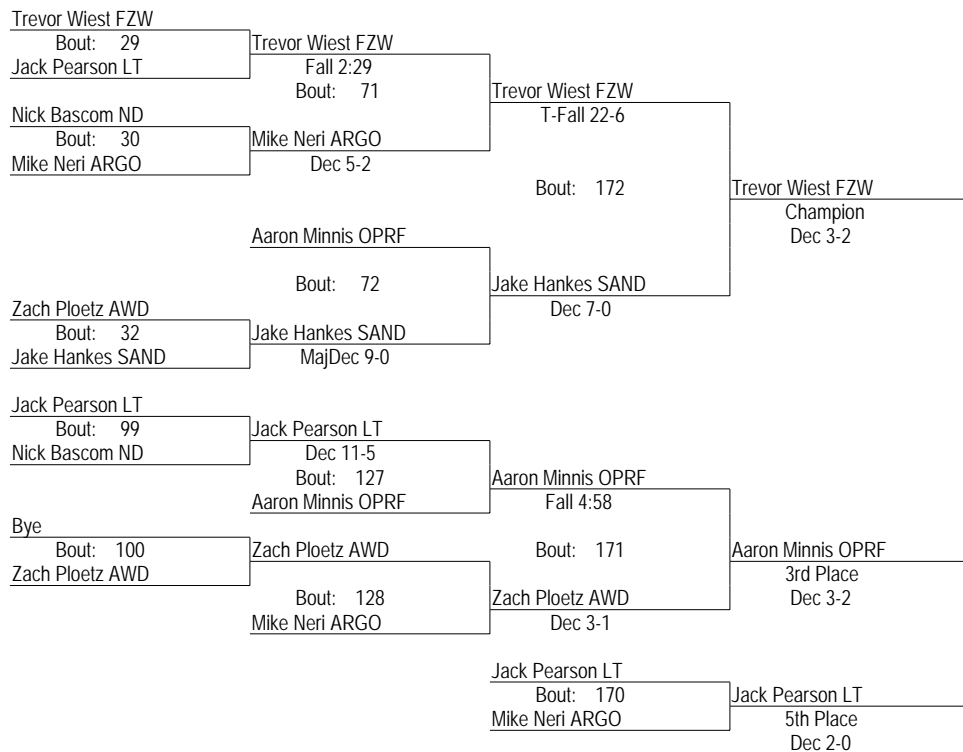 Trevor Wiest FZW
Bout: 29
Jack Pearson LT
Trevor Wiest FZW
Fall 2:29
Bout: 71
Nick Bascom ND
Bout: 30
Mike Neri ARGO
Mike Neri ARGO
Dec 5-2
Trevor Wiest FZW
T-Fall 22-6
Bout: 172
Trevor Wiest FZW
Champion
Dec 3-2
Aaron Minnis OPRF
Bout: 72
Zach Ploetz AWD
Bout: 32
Jake Hankes SAND
Jake Hankes SAND
MajDec 9-0
Jake Hankes SAND
Dec 7-0
Jack Pearson LT
Bout: 99
Nick Bascom ND
Jack Pearson LT
Dec 11-5
Bout: 127
Aaron Minnis OPRF
Aaron Minnis OPRF
Fall 4:58
Bye
Bout: 100
Zach Ploetz AWD
Zach Ploetz AWD
Bout: 128
Mike Neri ARGO
Bout: 171
Zach Ploetz AWD
Dec 3-1
Aaron Minnis OPRF
3rd Place
Dec 3-2
Jack Pearson LT
Bout: 170
Mike Neri ARGO
Jack Pearson LT
5th Place
Dec 2-0